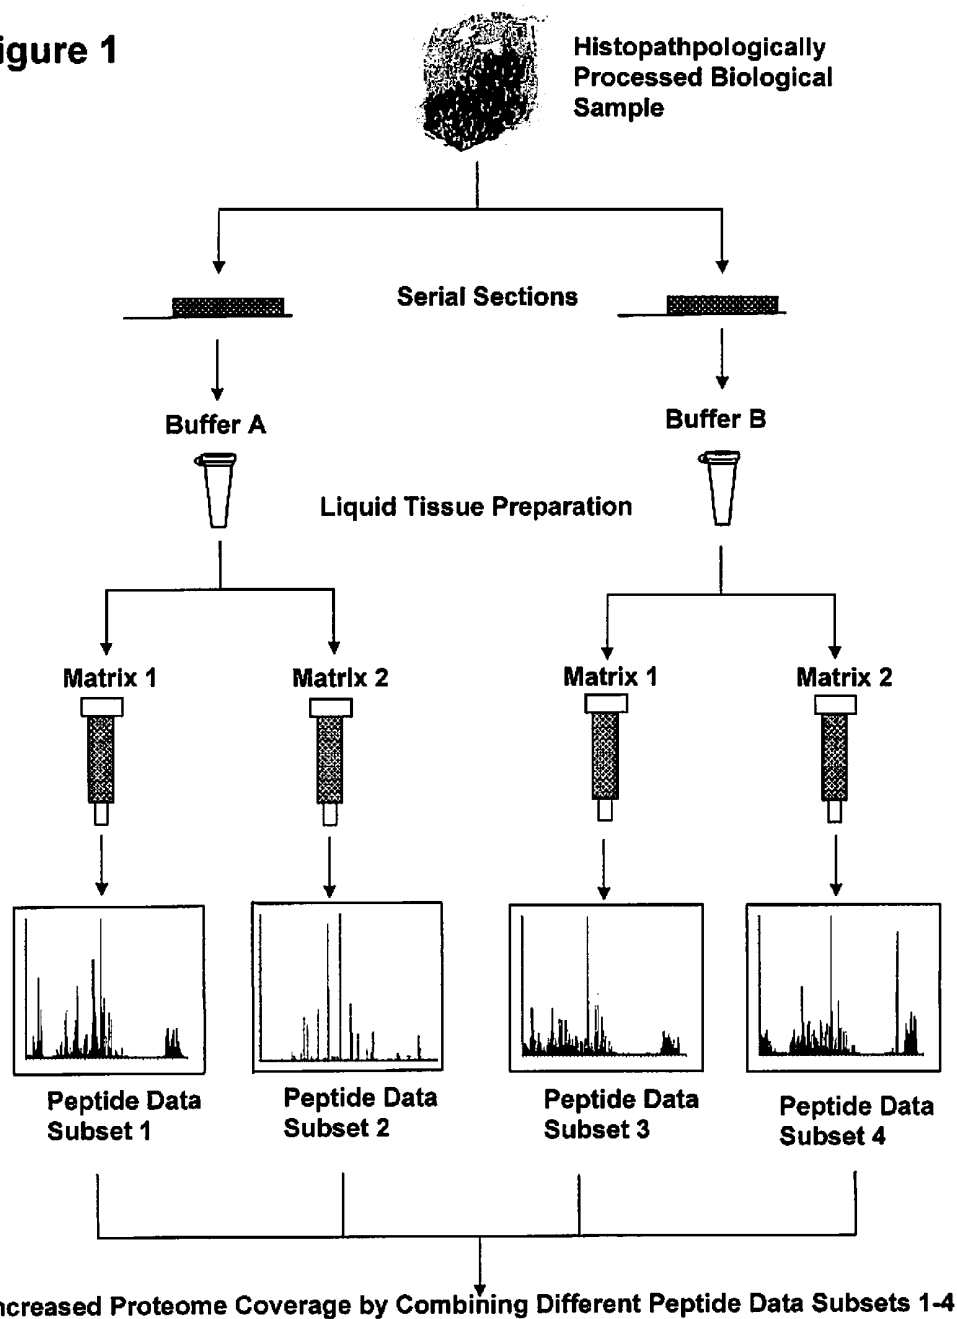 igure 1
Histopathpologically
Processed Biological
Sample
Serial Sections
Buffer A
Buffer B
Liquid Tissue Preparation
Matrix 1
Matrix 2
Matrix 1
Matrix 2
Peptide Data
Subset 1
Peptide Data
Subset 2
Peptide Data
Subset 3
Peptide Data
Subset 4
ncreased Proteome Coverage by Combining Different Peptide Data Subsets 1-4